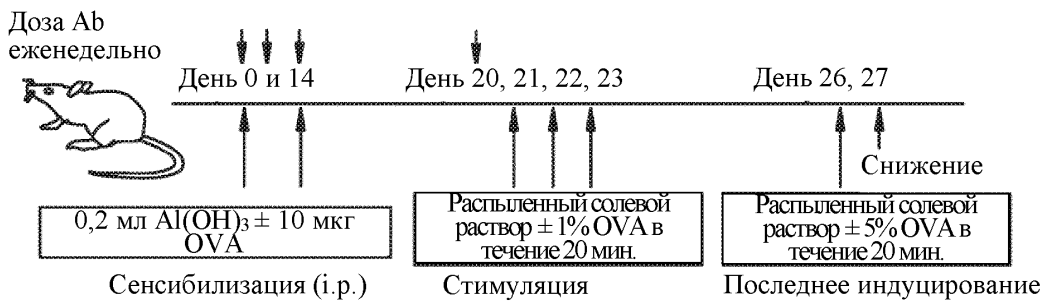 Доза Ab
еженедельно
День 0 и 14
День 20, 21, 22, 23
День 26, 27
Снижение
0,2 мл Al(OH)3 ± 10 мкг
OVA
Распыленный солевой
раствор ± 1% OVA в
течение 20 мин.
Распыленный солевой
раствор ± 5% OVA в
течение 20 мин.
Сенсибилизация (i.p.)
Стимуляция
Последнее индуцирование